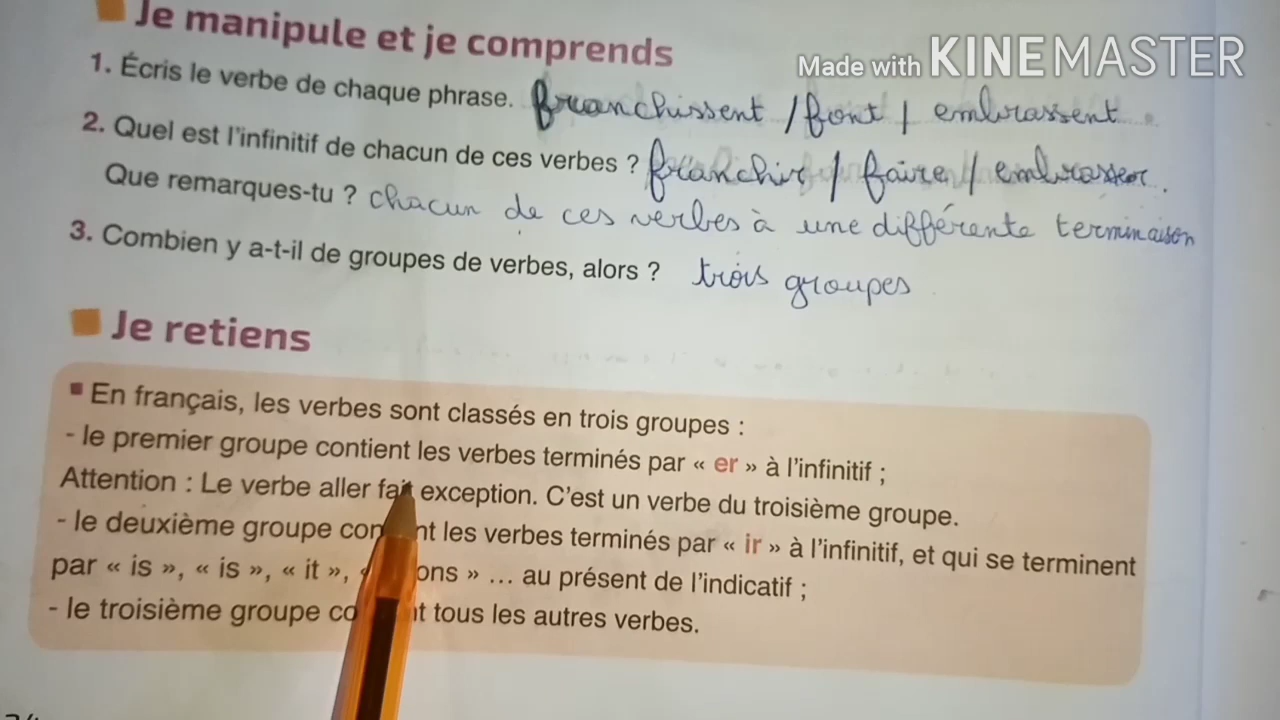 Je manipule et je comprends
Made with KINEMASTER
1. Écris le verbe de chaque phrase. franchissent / font / embrassent.
2. Quel est l'infinitif de chacun de ces verbes ? franchir / faire / embrasser.
Que remarques-tu ? chacun de ces verbes à une différente terminaison
3. Combien y a-t-il de groupes de verbes, alors ? trois groupes
Je retiens
▪ En français, les verbes sont classés en trois groupes :
- le premier groupe contient les verbes terminés par « er » à l'infinitif ;
Attention : Le verbe aller fait exception. C'est un verbe du troisième groupe.
- le deuxième groupe les verbes terminés par « ir » à l'infinitif, et qui se terminent
par « is », « is », « it », ... au présent de l'indicatif ;
- le troisième groupe tous les autres verbes.